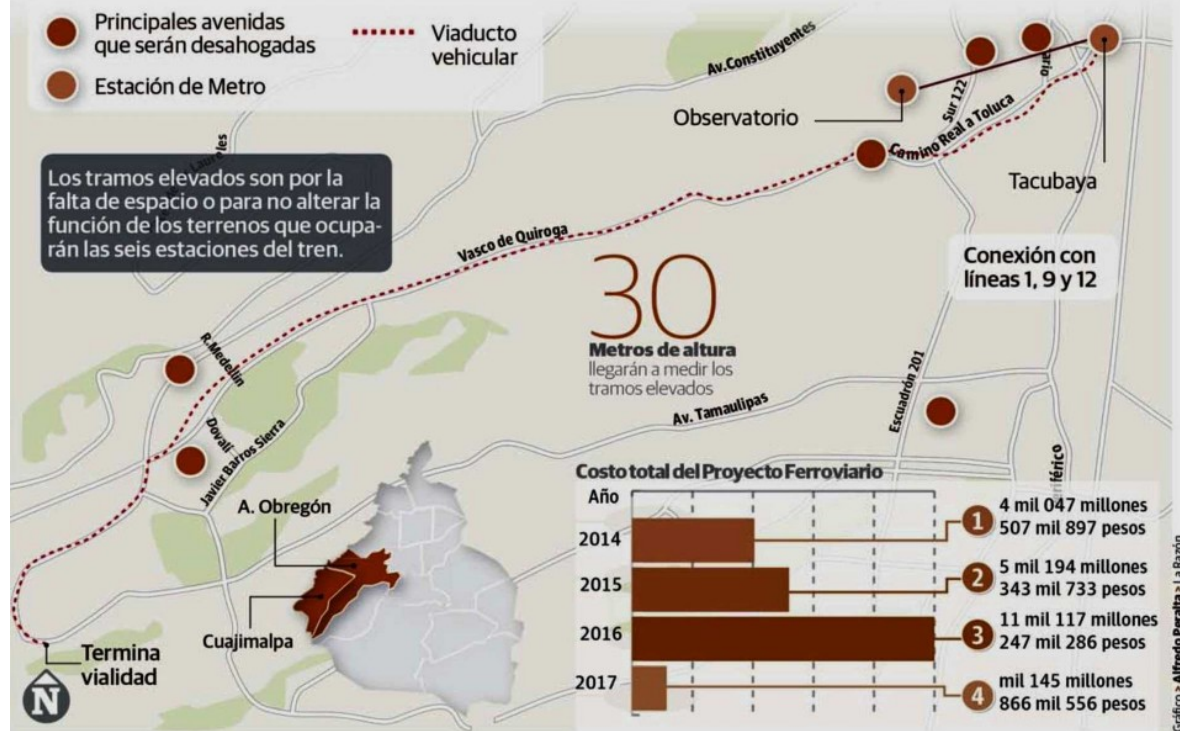 Principales avenidas
que serán desahogadas
Viaducto
vehicular
Estación de Metro
Av.Constituyentes
Observatorio
Sur 122
Camino Real a Toluca
Tacubaya
Los tramos elevados son por la
falta de espacio o para no alterar la
función de los terrenos que ocupa-
rán las seis estaciones del tren.
Vasco de Quiroga
Conexión con
líneas 1, 9 y 12
30
Metros de altura
llegarán a medir los
tramos elevados
R.Medellín
Dovalí
Javier Barros Sierra
Av. Tamaulipas
Escuadrón 201
A. Obregón
Cuajimalpa
Termina
vialidad
N
Costo total del Proyecto Ferroviario
Año
2014
1
4 mil 047 millones
507 mil 897 pesos
2015
2
5 mil 194 millones
343 mil 733 pesos
2016
3
11 mil 117 millones
247 mil 286 pesos
2017
4
mil 145 millones
866 mil 556 pesos
Gráfico > Alfredo Peralta > La Razón